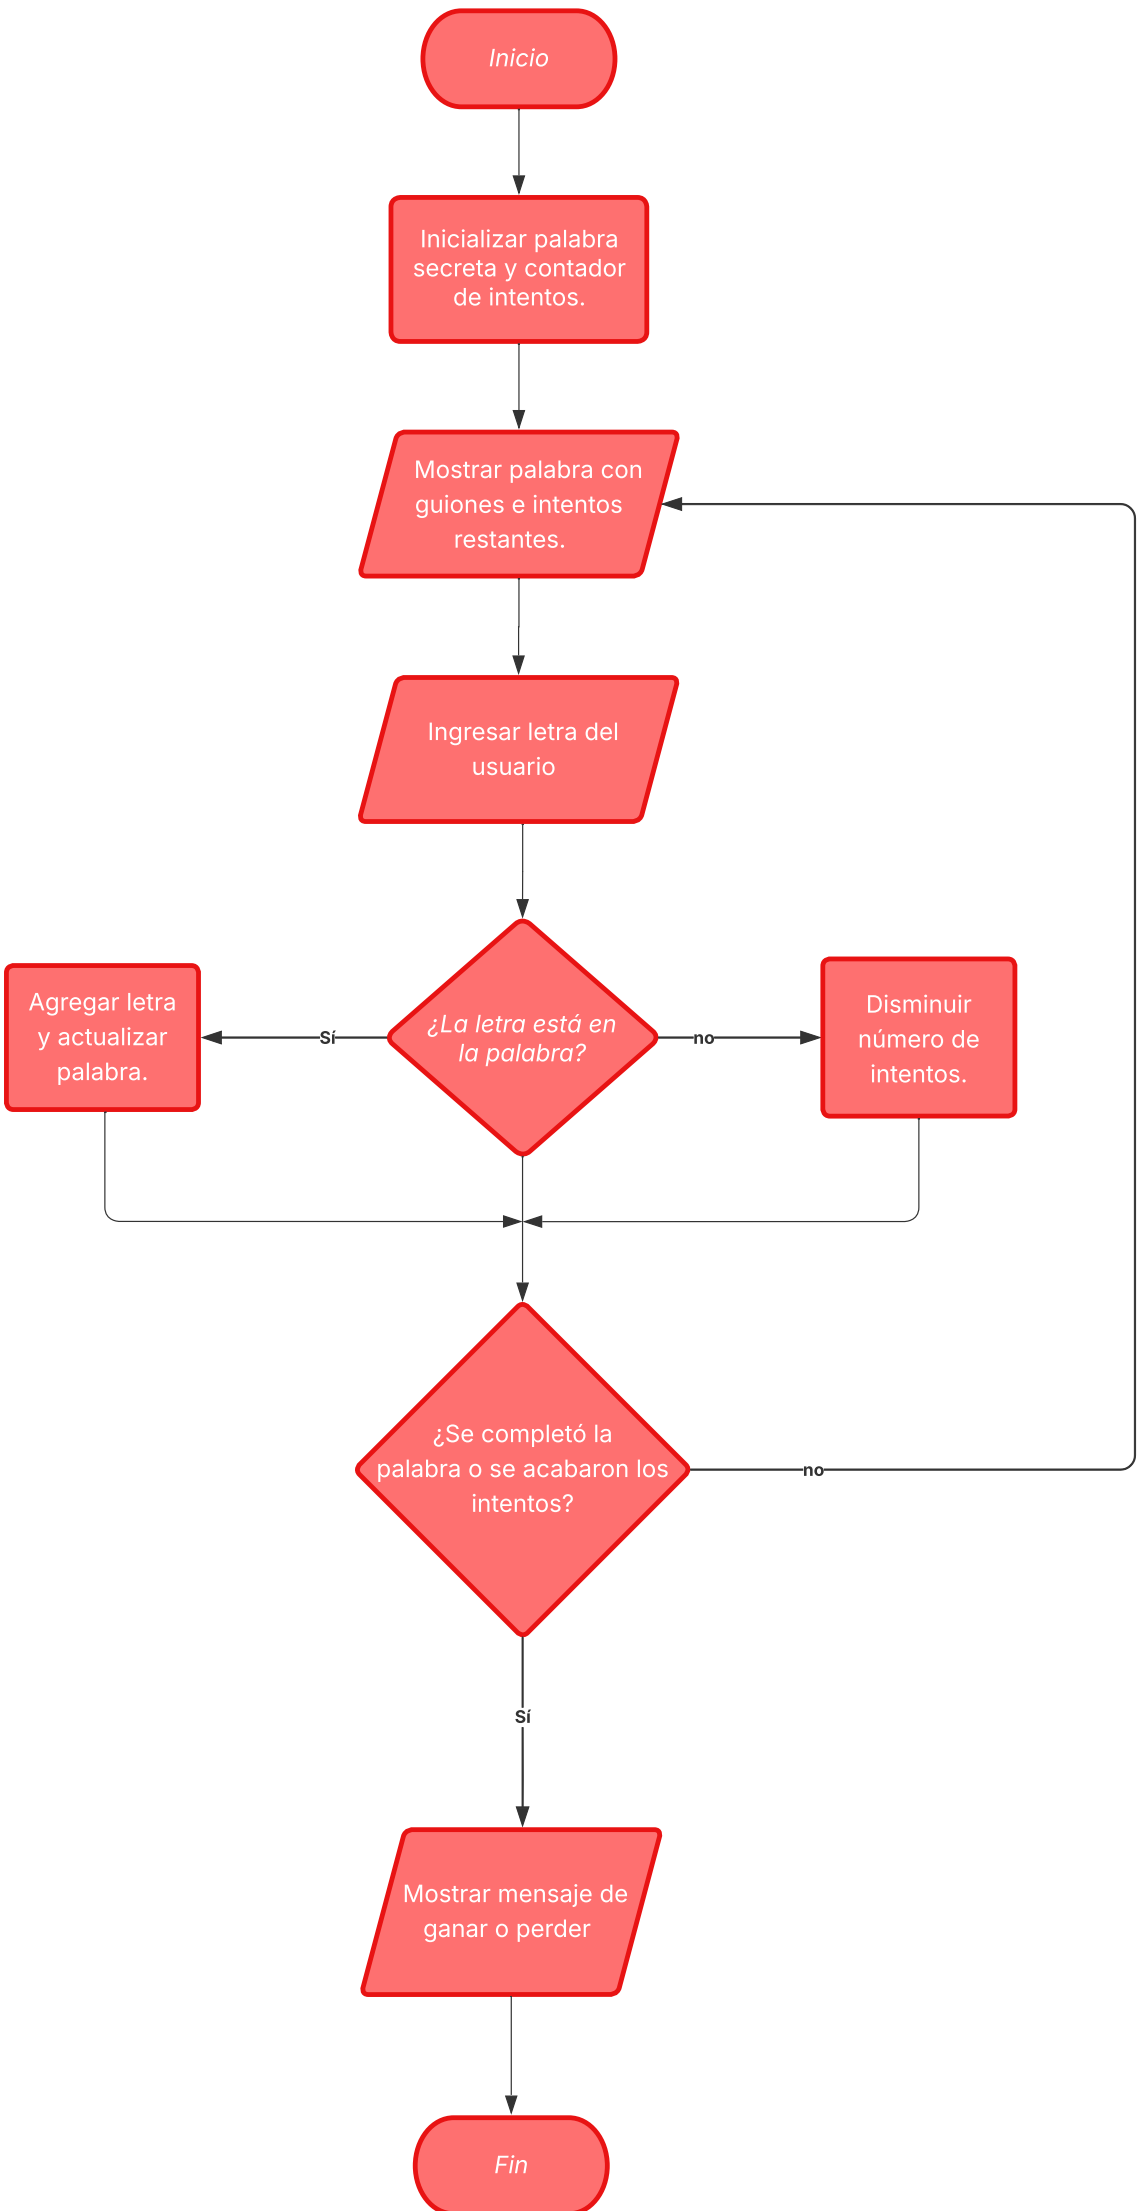 Inicio
Inicializar palabra
secreta y contador
de intentos.
Mostrar palabra con
guiones e intentos
restantes.
Ingresar letra del
usuario
¿La letra está en
la palabra?
Sí
no
Agregar letra
y actualizar
palabra.
Disminuir
número de
intentos.
¿Se completó la
palabra o se acabaron los
intentos?
no
Sí
Mostrar mensaje de
ganar o perder
Fin